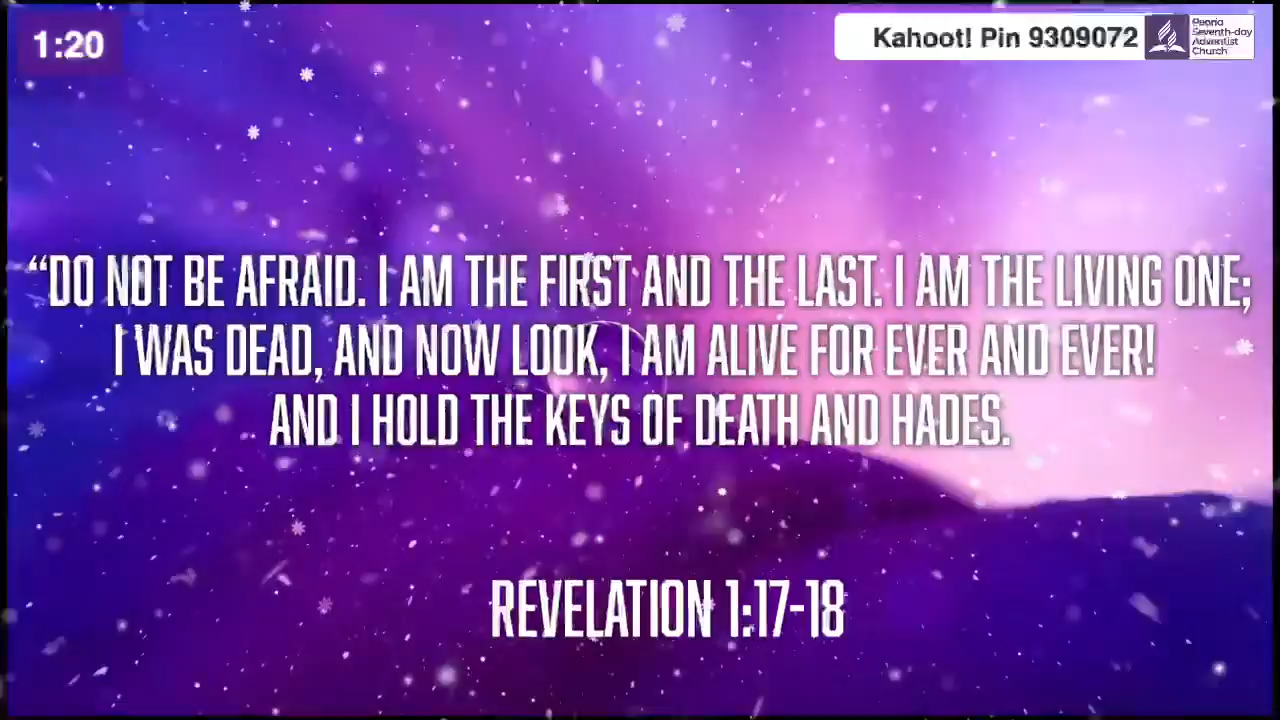 1:20
Kahoot! Pin 9309072
Peoria
Seventh-day
Adventist
Church
“DO NOT BE AFRAID. I AM THE FIRST AND THE LAST. I AM THE LIVING ONE;
I WAS DEAD, AND NOW LOOK, I AM ALIVE FOR EVER AND EVER!
AND I HOLD THE KEYS OF DEATH AND HADES.
REVELATION 1:17-18